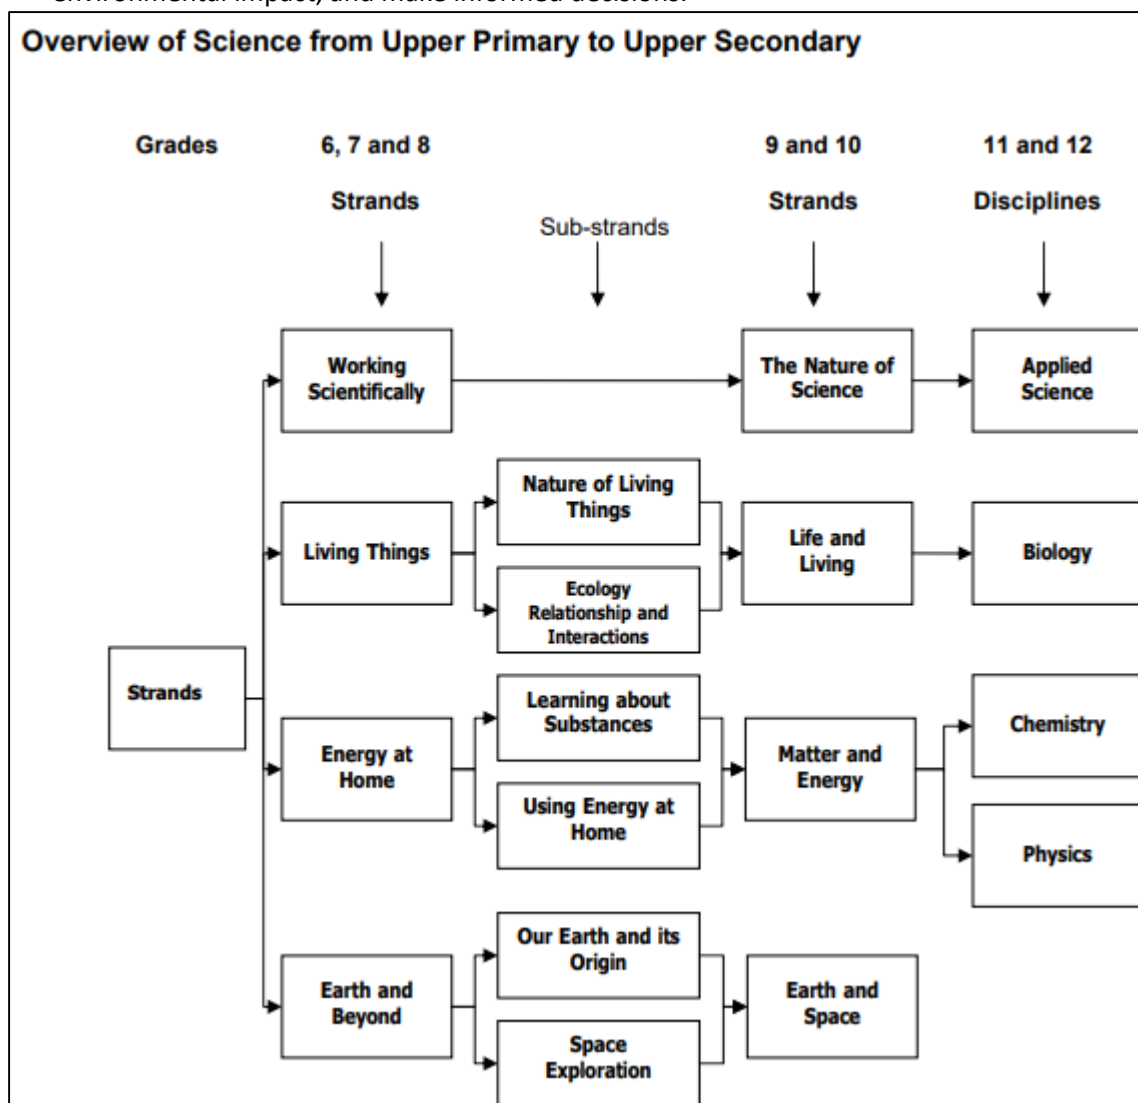 environmental impact, and make informed decisions.
Overview of Science from Upper Primary to Upper Secondary
Grades
6, 7 and 8
9 and 10
11 and 12
Strands
Sub-strands
Strands
Disciplines
Working
Scientifically
The Nature of
Science
Applied
Science
Living Things
Nature of Living
Things
Ecology
Relationship and
Interactions
Life and
Living
Biology
Strands
Energy at
Home
Learning about
Substances
Using Energy at
Home
Matter and
Energy
Chemistry
Physics
Earth and
Beyond
Our Earth and its
Origin
Space
Exploration
Earth and
Space